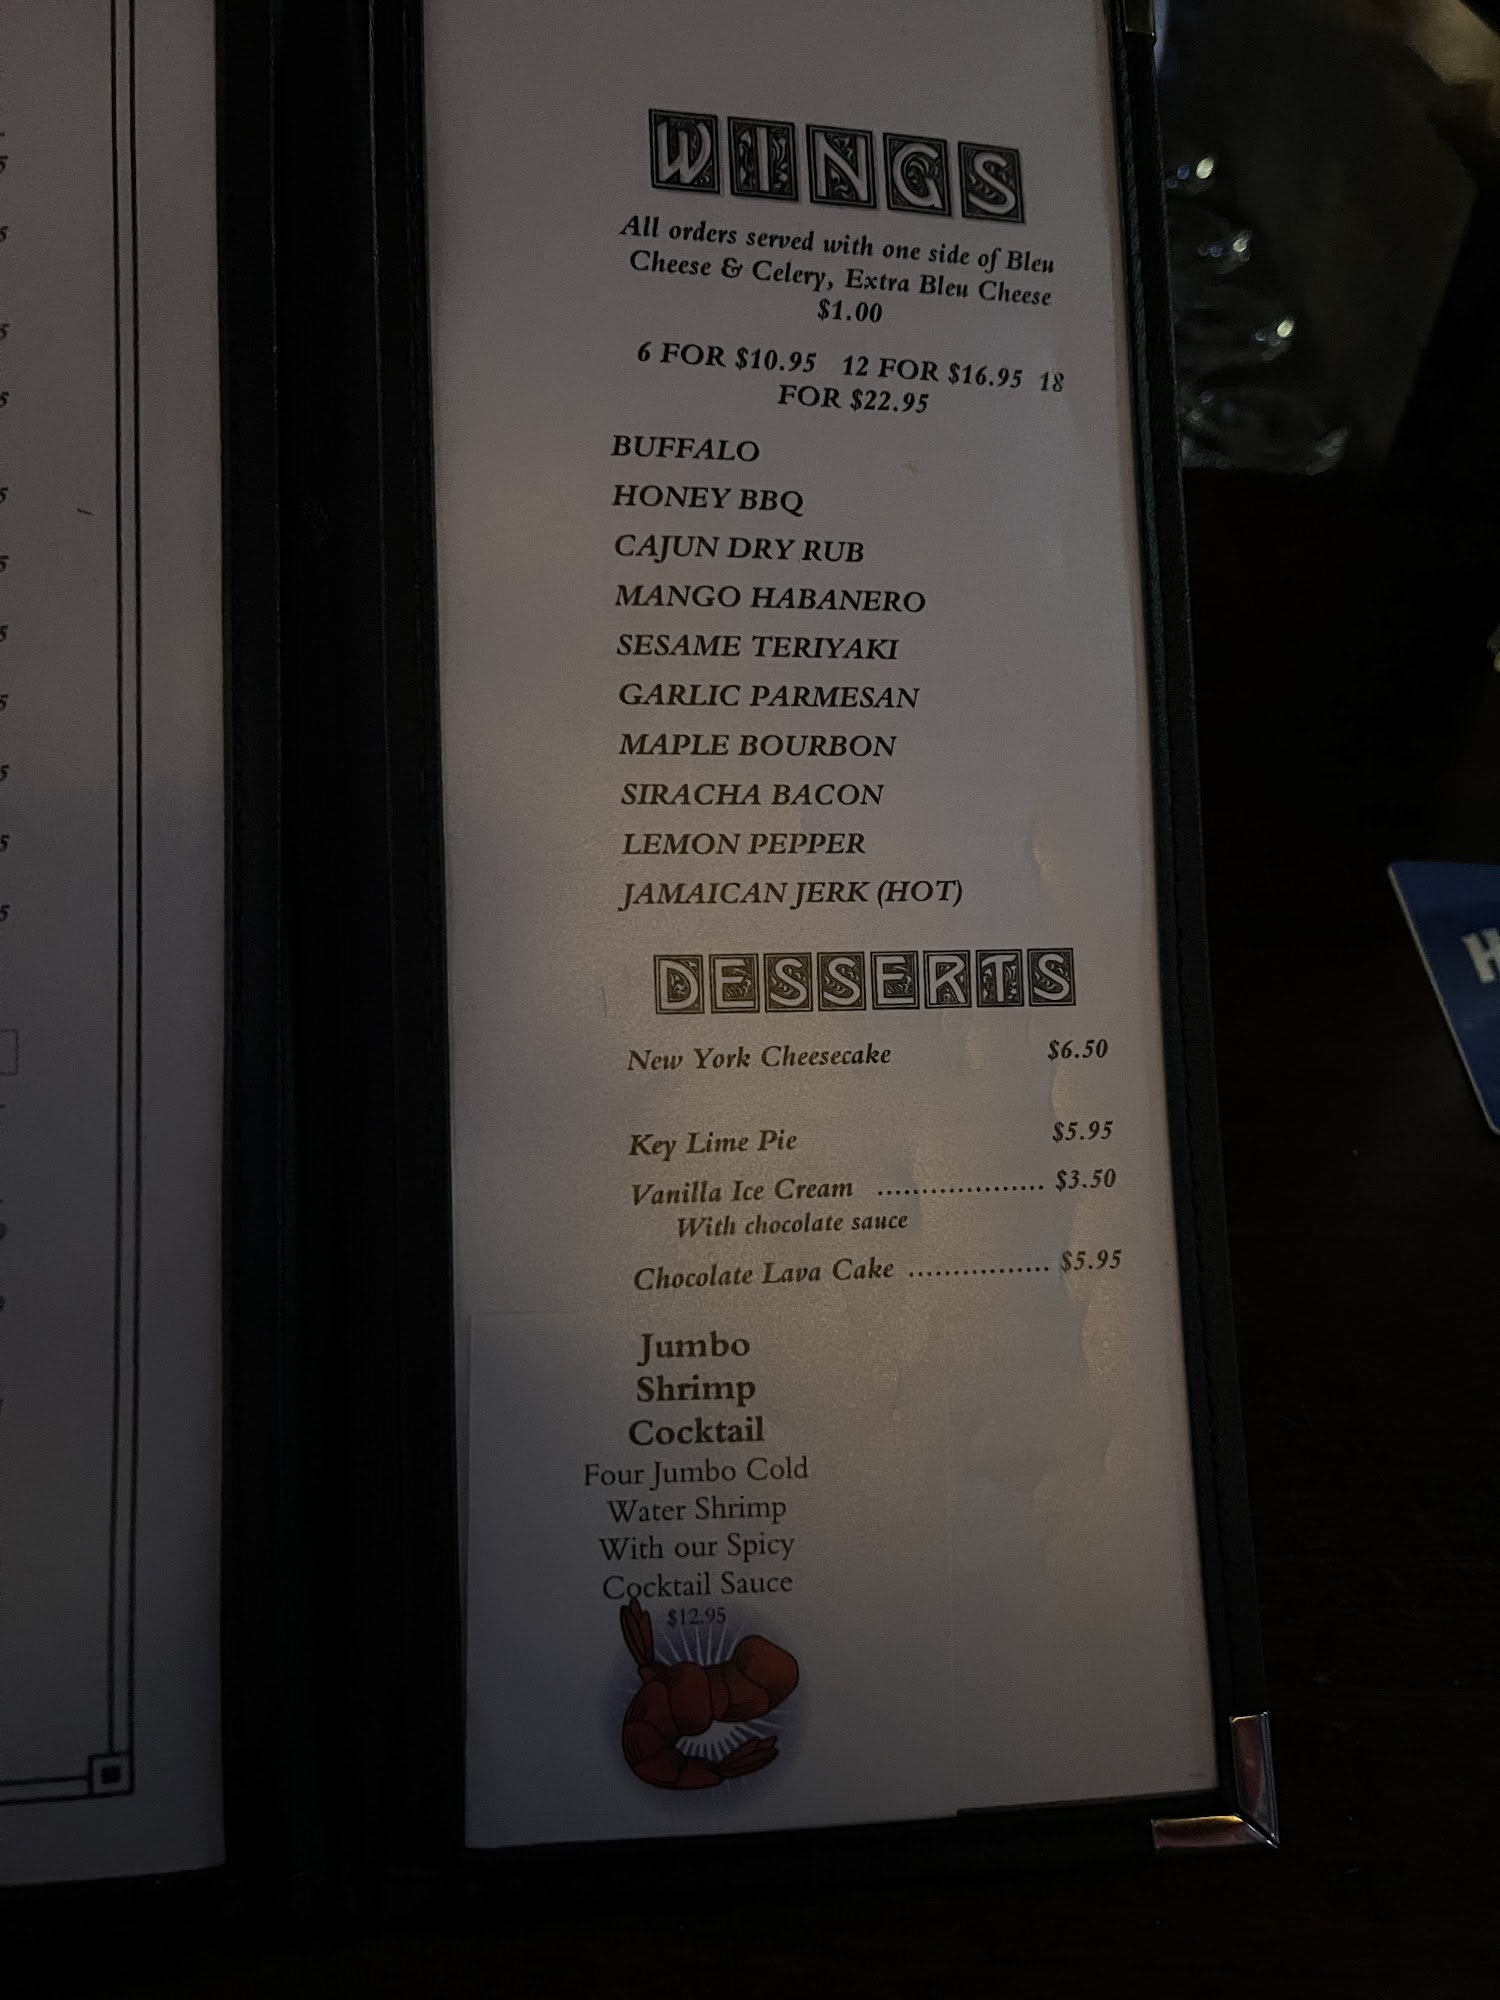 WINGS
All orders served with one side of Bleu
Cheese & Celery, Extra Bleu Cheese
$1.00
6 FOR $10.95 12 FOR $16.95 18
FOR $22.95
BUFFALO
HONEY BBQ
CAJUN DRY RUB
MANGO HABANERO
SESAME TERIYAKI
GARLIC PARMESAN
MAPLE BOURBON
SIRACHA BACON
LEMON PEPPER
JAMAICAN JERK (HOT)
DESSERTS
New York Cheesecake $6.50
Key Lime Pie $5.95
Vanilla Ice Cream ................... $3.50
With chocolate sauce
Chocolate Lava Cake ................ $5.95
Jumbo
Shrimp
Cocktail
Four Jumbo Cold
Water Shrimp
With our Spicy
Cocktail Sauce
$12.95